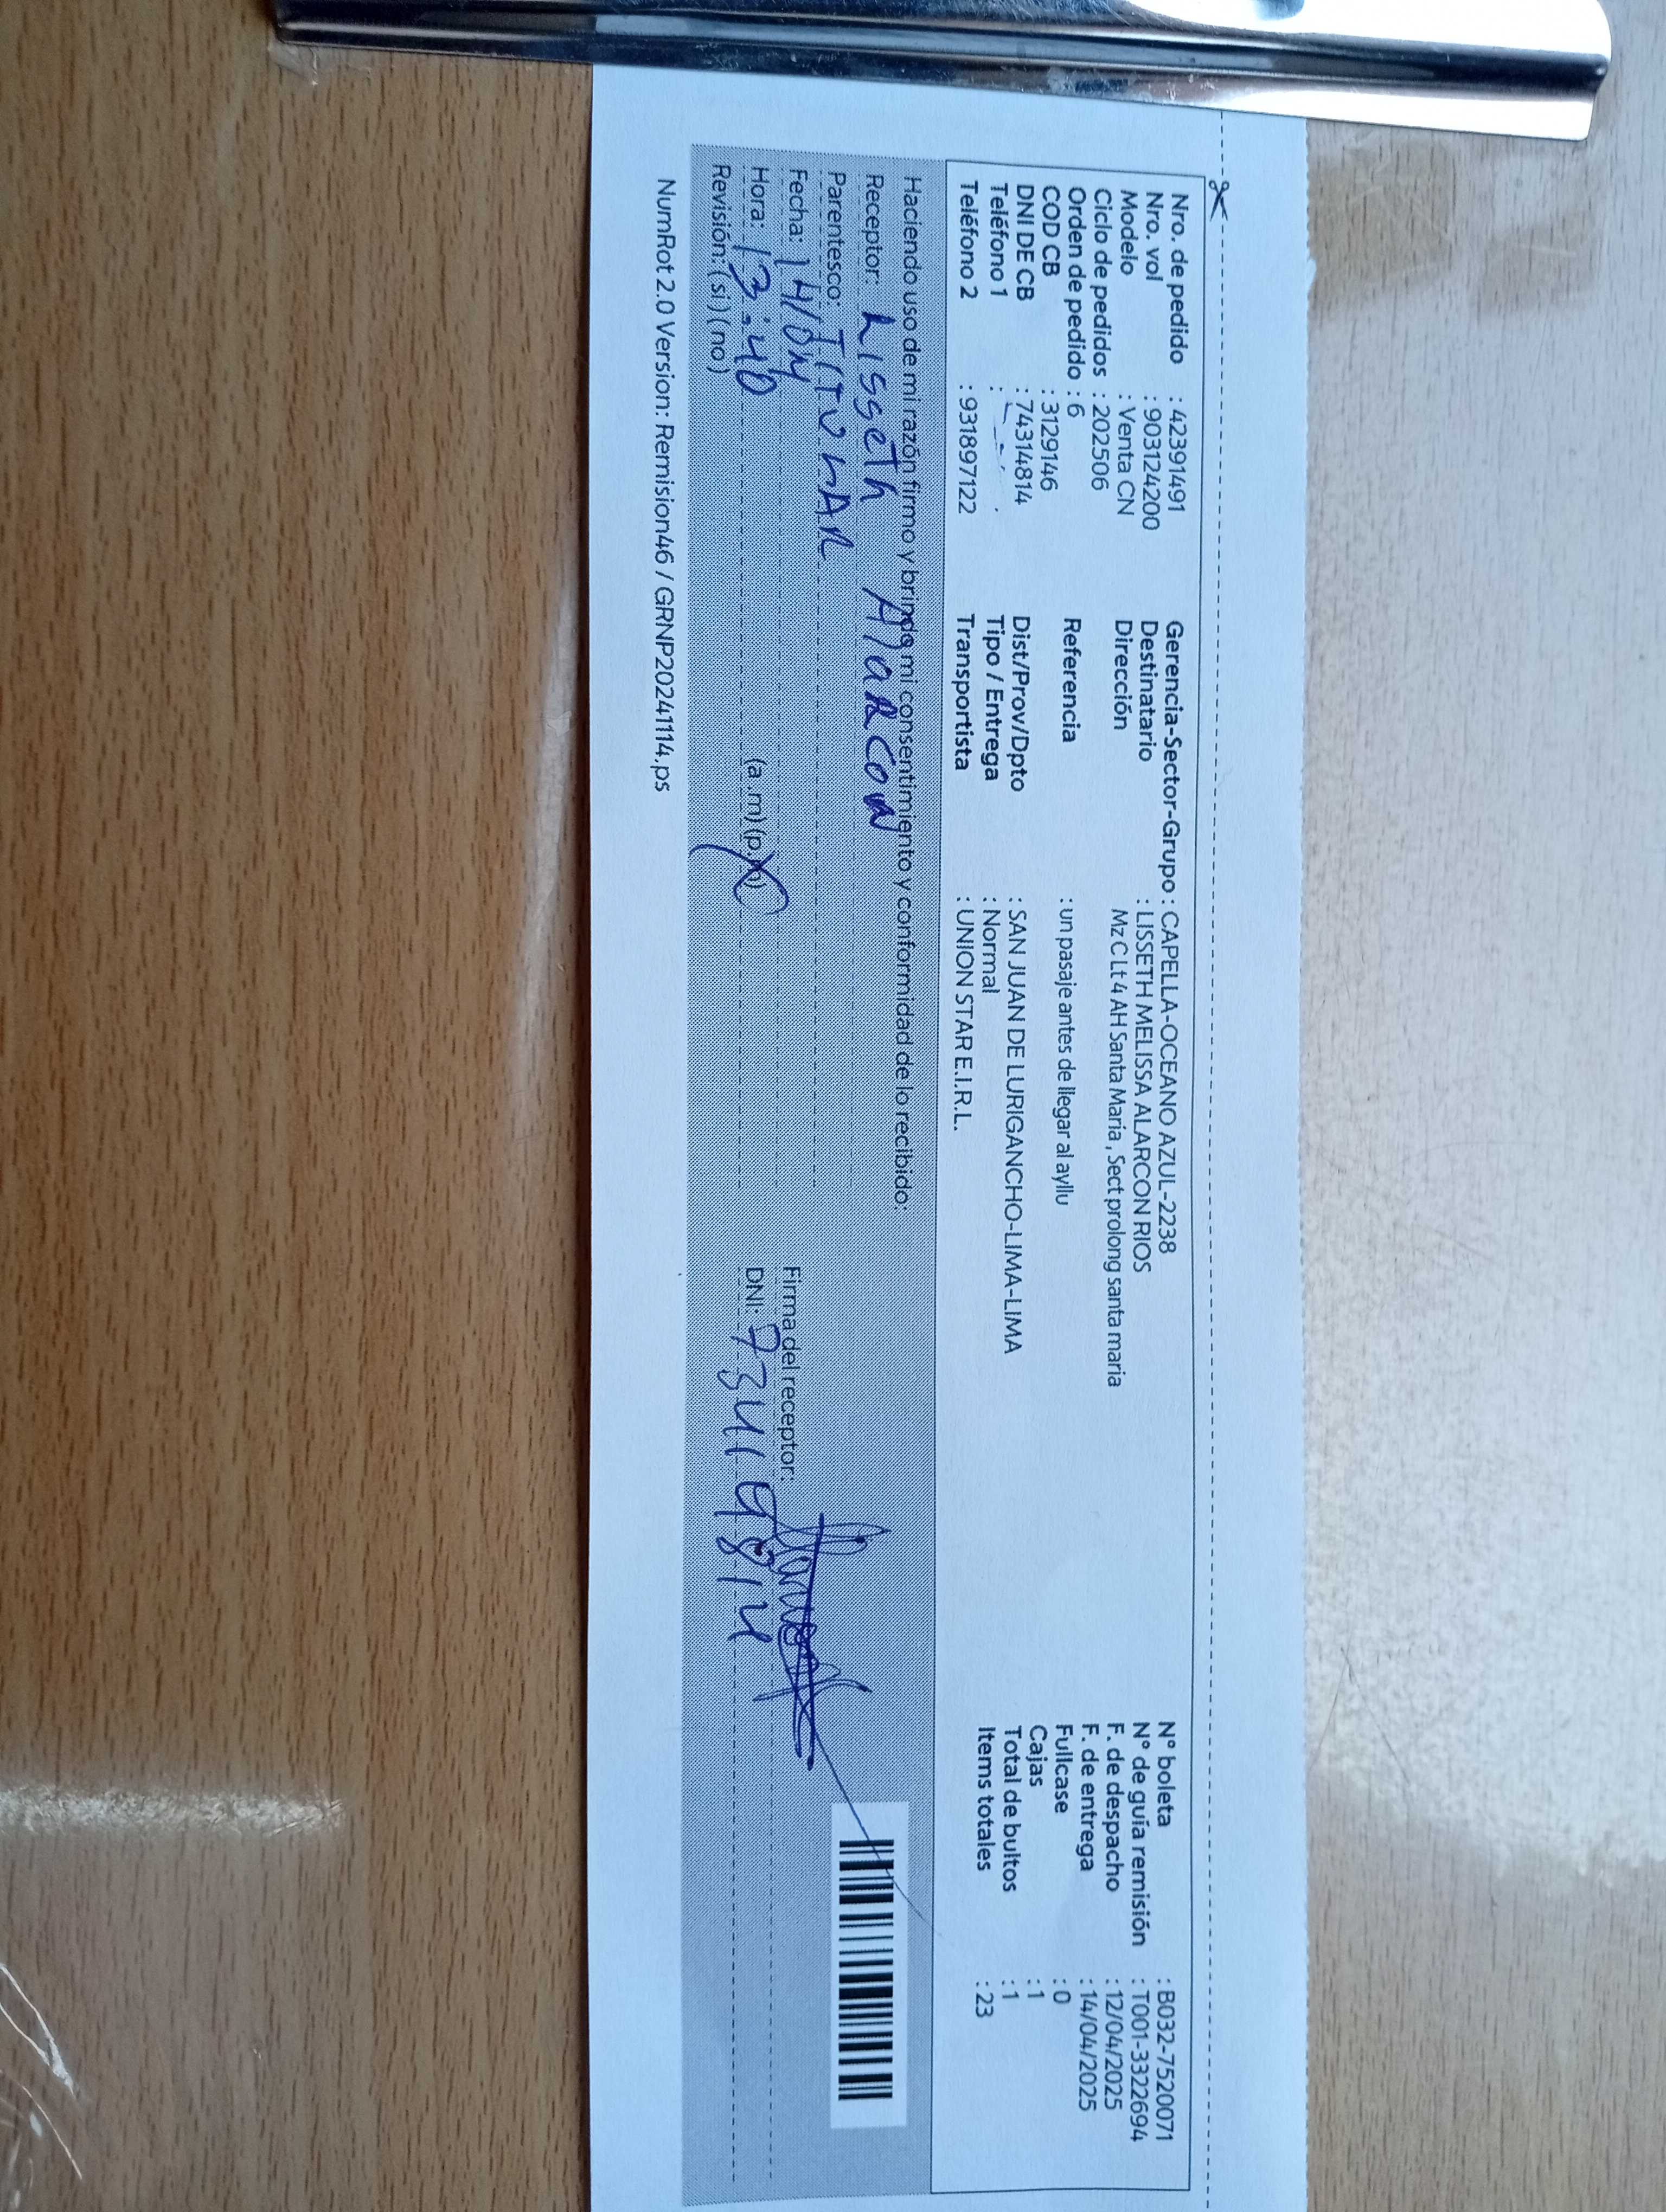 Nro. de pedido : 42391491
Nro. vol : 903124200
Modelo : Venta CN
Ciclo de pedidos : 202506
Orden de pedido : 6
COD CB : 3129146
DNI DE CB : 74314814
Teléfono 1 :
Teléfono 2 : 931897122
Gerencia-Sector-Grupo : CAPELLA-OCEANO AZUL-2238
Destinatario : LISSETH MELISSA ALARCON RIOS
Dirección Mz C Lt 4 AH Santa Maria , Sect prolong santa maria
Referencia : un pasaje antes de llegar al ayllu
Dist/Prov/Dpto : SAN JUAN DE LURIGANCHO-LIMA-LIMA
Tipo / Entrega : Normal
Transportista : UNION STAR E.I.R.L.
N° boleta : B032-7520071
N° de guía remisión : T001-3322694
F. de despacho : 12/04/2025
F. de entrega : 14/04/2025
Fullcase : 0
Cajas : 1
Total de bultos : 1
Items totales : 23
Haciendo uso de mi razón firmo y brindo mi consentimiento y conformidad de lo recibido:
Receptor: Lisseth Alarcon
Parentesco: TITULAR
Fecha: 14/04
Hora: 13:40 (a .m) (p.m)
Revisión: (si) (no)
Firma del receptor:
DNI:
NumRot 2.0 Version: Remision46 / GRNP20241114.ps